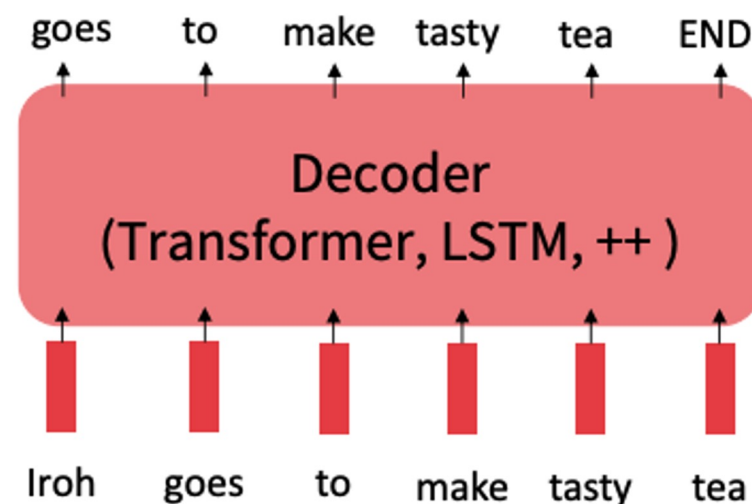 goes to make tasty tea END
Decoder
(Transformer, LSTM, ++ )
Iroh goes to make tasty tea